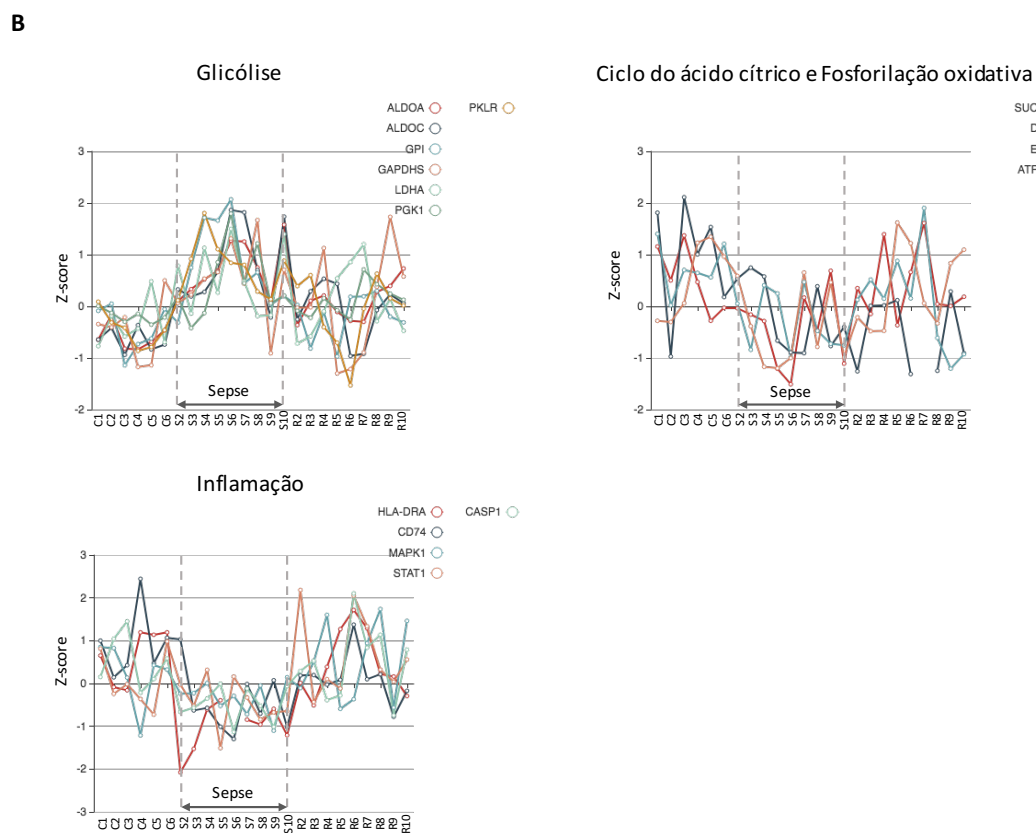 B
Glicólise
ALDOA PKLR
ALDOC
GPI
GAPDHS
LDHA
PGK1
Z-score
3
2
1
0
-1
-2
Sepse
C1 C2 C3 C4 C5 C6 S2 S3 S4 S5 S6 S7 S8 S9 S10 R2 R3 R4 R5 R6 R7 R8 R9 R10
Ciclo do ácido cítrico e Fosforilação oxidativa
SUC
D
E
ATP
Z-score
3
2
1
0
-1
-2
Sepse
C1 C2 C3 C4 C5 C6 S2 S3 S4 S5 S6 S7 S8 S9 S10 R2 R3 R4 R5 R6 R7 R8 R9 R10
Inflamação
HLA-DRA CASP1
CD74
MAPK1
STAT1
Z-score
3
2
1
0
-1
-2
-3
Sepse
C1 C2 C3 C4 C5 C6 S2 S3 S4 S5 S6 S7 S8 S9 S10 R2 R3 R4 R5 R6 R7 R8 R9 R10